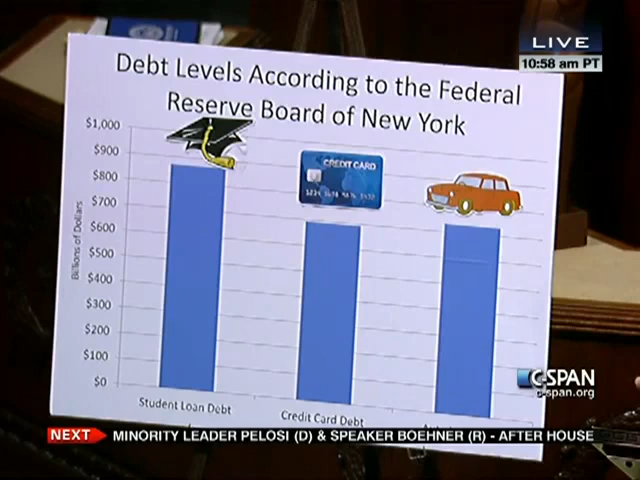 LIVE
10:58 am PT
Debt Levels According to the Federal
Reserve Board of New York
CREDIT CARD
$1,000
$900
$800
$700
$600
$500
$400
$300
$200
$100
$0
Billions of Dollars
Student Loan Debt
Credit Card Debt
C-SPAN
c-span.org
NEXT
MINORITY LEADER PELOSI (D) & SPEAKER BOEHNER (R) - AFTER HOUSE